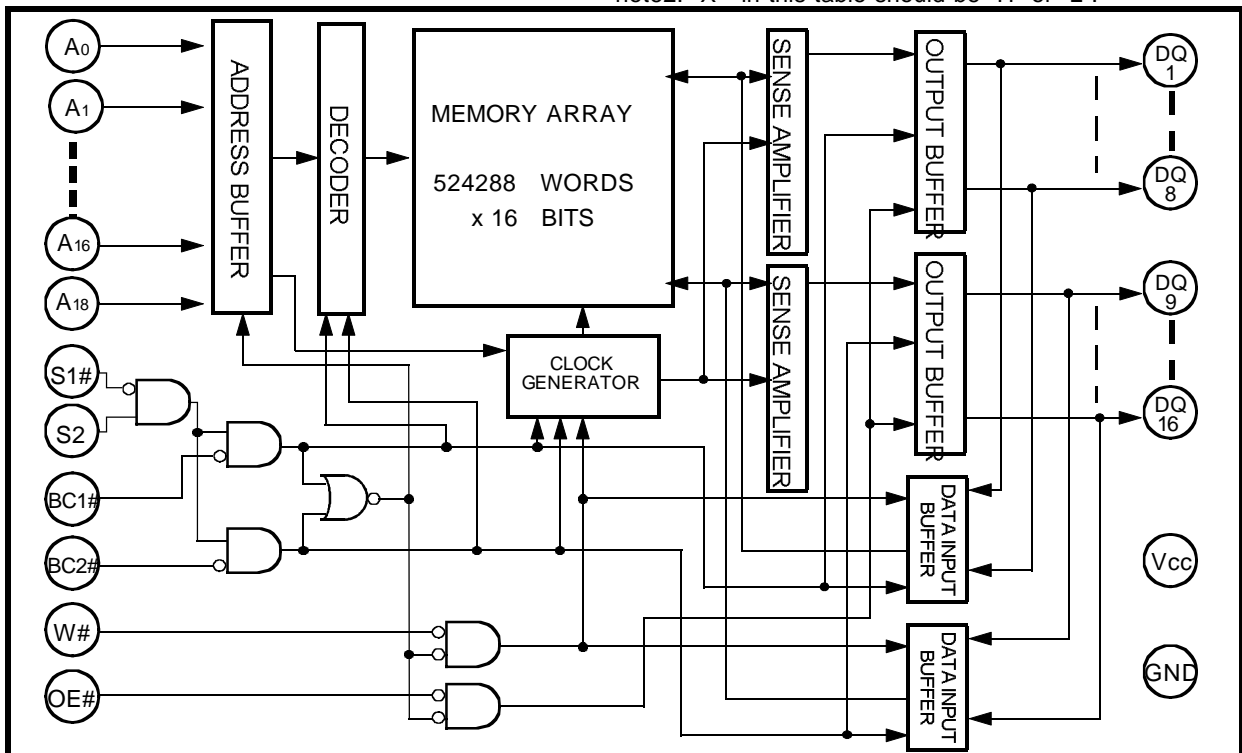 A0
A1
A16
A18
S1#
S2
BC1#
BC2#
W#
OE#
ADDRESS BUFFER
DECODER
MEMORY ARRAY
524288 WORDS
x 16 BITS
CLOCK
GENERATOR
SENSE AMPLIFIER
SENSE AMPLIFIER
OUTPUT BUFFER
OUTPUT BUFFER
DATA INPUT
BUFFER
DATA INPUT
BUFFER
DQ
1
DQ
8
DQ
9
DQ
16
Vcc
GND